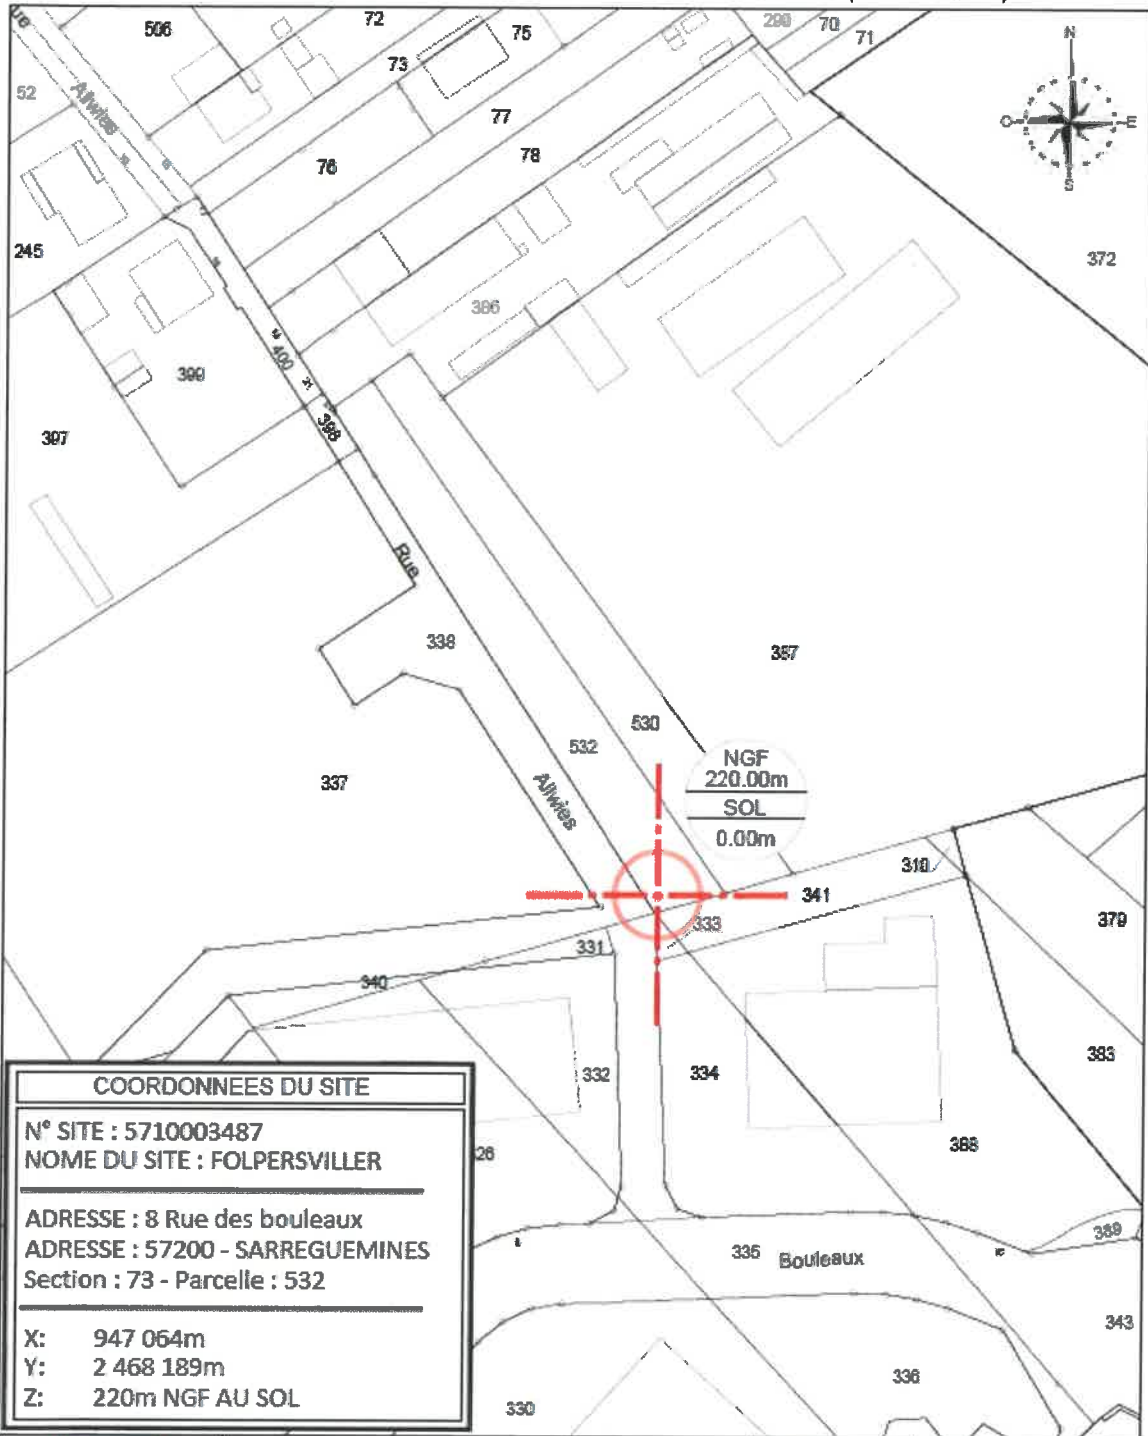 506
72
75
290
70
71
N
O
E
S
73
52
Allwies
77
76
78
245
372
386
399
400
397
398
Rue
338
387
530
532
NGF
220.00m
SOL
0.00m
337
Allwies
310
341
333
379
331
340
332
334
383
388
COORDONNEES DU SITE
N° SITE : 5710003487
NOME DU SITE : FOLPERSVILLER
ADRESSE : 8 Rue des bouleaux
ADRESSE : 57200 - SARREGUEMINES
Section : 73 - Parcelle : 532
X: 947 064m
Y: 2 468 189m
Z: 220m NGF AU SOL
26
335
Bouleaux
389
343
336
330